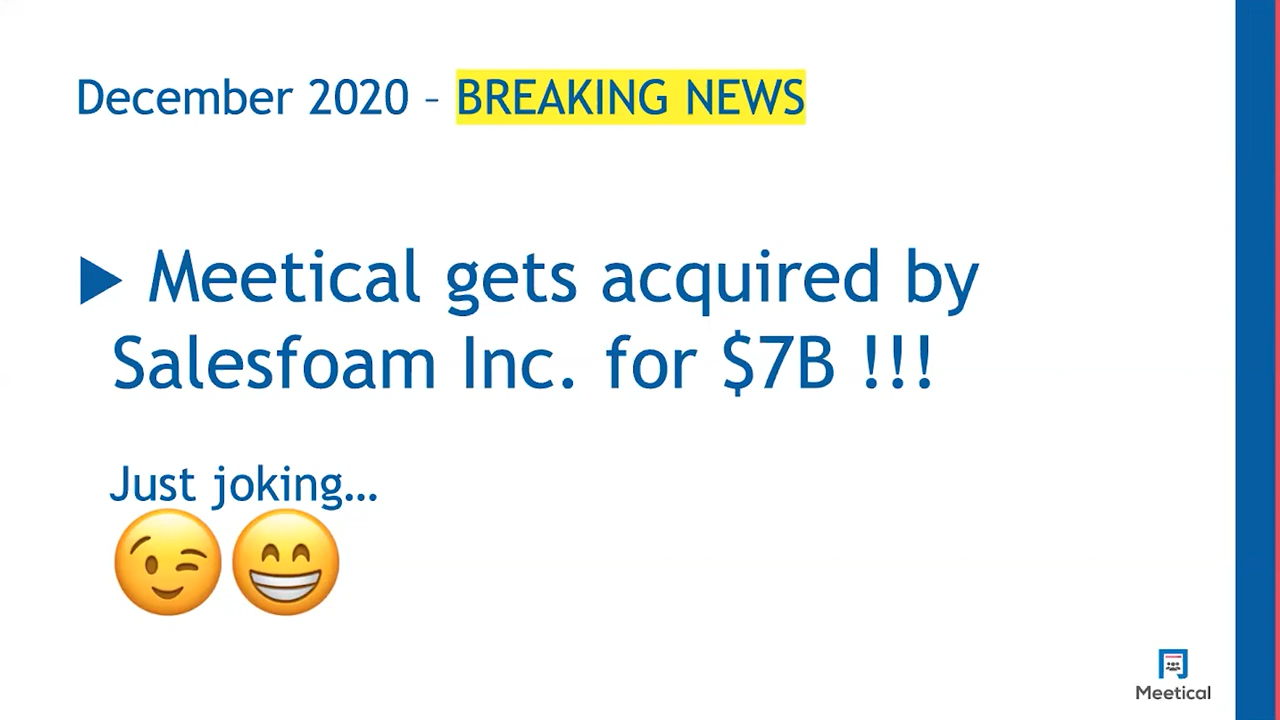 December 2020 – BREAKING NEWS
Meetical gets acquired by
Salesfoam Inc. for $7B !!!
Just joking…
Meetical